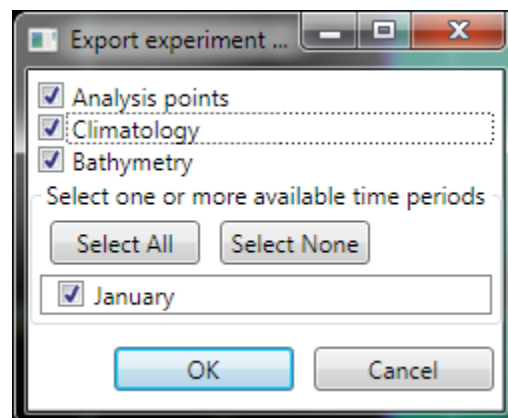 Export experiment ...
Analysis points
Climatology
Bathymetry
Select one or more available time periods
Select All Select None
January
OK Cancel